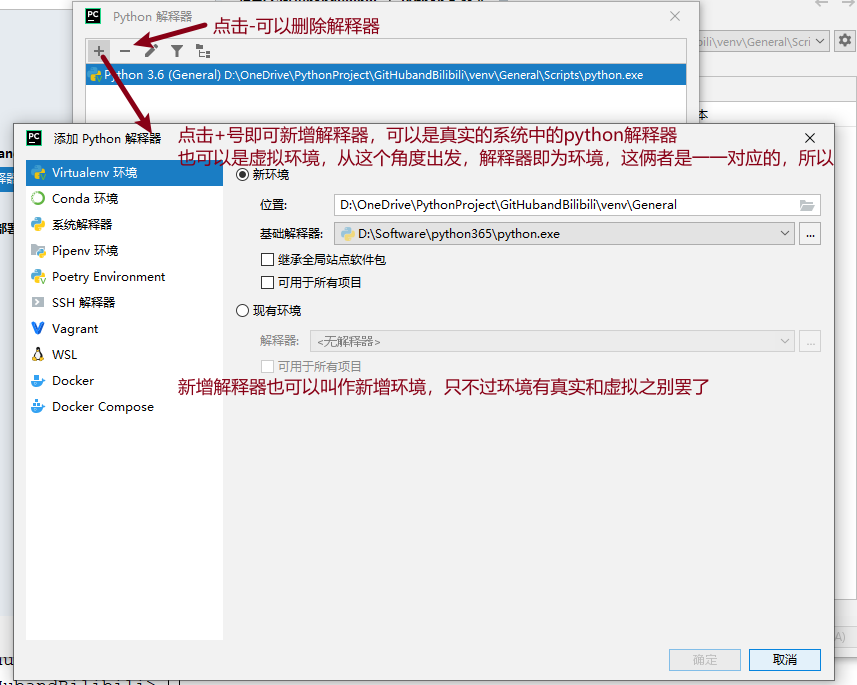 PC Python 解释器
点击-可以删除解释器
bili\venv\General\Scri
Python 3.6 (General) D:\OneDrive\PythonProject\GitHubandBilibili\venv\General\Scripts\python.exe
本
PC 添加 Python 解释器
点击+号即可新增解释器，可以是真实的系统中的python解释器
也可以是虚拟环境，从这个角度出发，解释器即为环境，这俩者是一一对应的，所以
Virtualenv 环境
Conda 环境
系统解释器
Pipenv 环境
Poetry Environment
SSH 解释器
Vagrant
WSL
Docker
Docker Compose
新环境
位置: D:\OneDrive\PythonProject\GitHubandBilibili\venv\General
基础解释器: D:\Software\python365\python.exe ...
继承全局站点软件包
可用于所有项目
现有环境
解释器: <无解释器> ...
可用于所有项目
新增解释器也可以叫作新增环境，只不过环境有真实和虚拟之别罢了
确定 取消
A)
HubandBilibili>